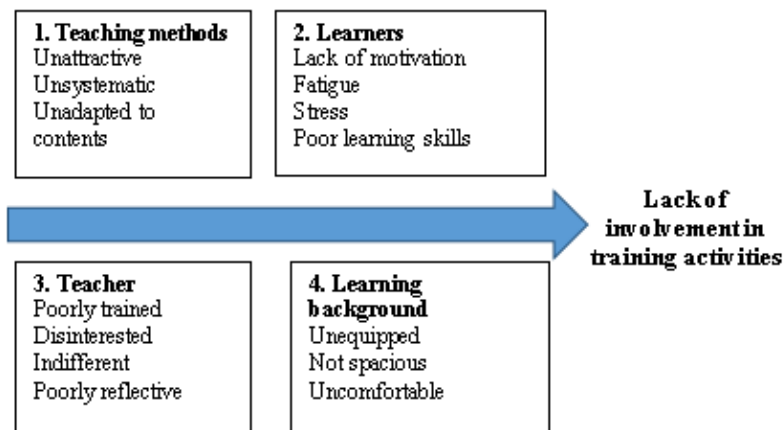 1. Teaching methods
Unattractive
Unsystematic
Unadapted to
contents
2. Learners
Lack of motivation
Fatigue
Stress
Poor learning skills
Lack of
involvement in
training activities
3. Teacher
Poorly trained
Disinterested
Indifferent
Poorly reflective
4. Learning
background
Unequipped
Not spacious
Uncomfortable